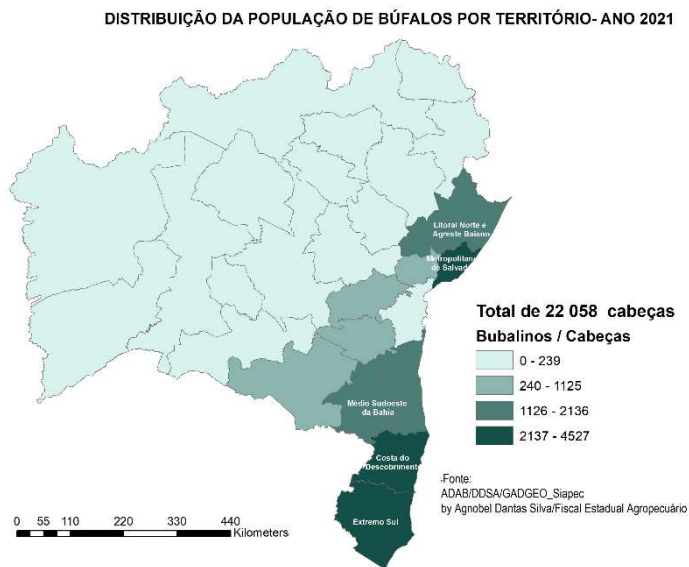 DISTRIBUIÇÃO DA POPULAÇÃO DE BÚFALOS POR TERRITÓRIO- ANO 2021
Litoral Norte e
Agreste Baiano
Metropolitano
de Salvador
Total de 22 058 cabeças
Bubalinos / Cabeças
0 - 239
240 - 1125
1126 - 2136
2137 - 4527
Médio Sudoeste
da Bahia
Costa do
Descobrimento
Extremo Sul
-Fonte:
ADAB/DDSA/GADGEO_Siapec
by Agnobel Dantas Silva/Fiscal Estadual Agropecuário
0 55 110 220 330 440
Kilometers